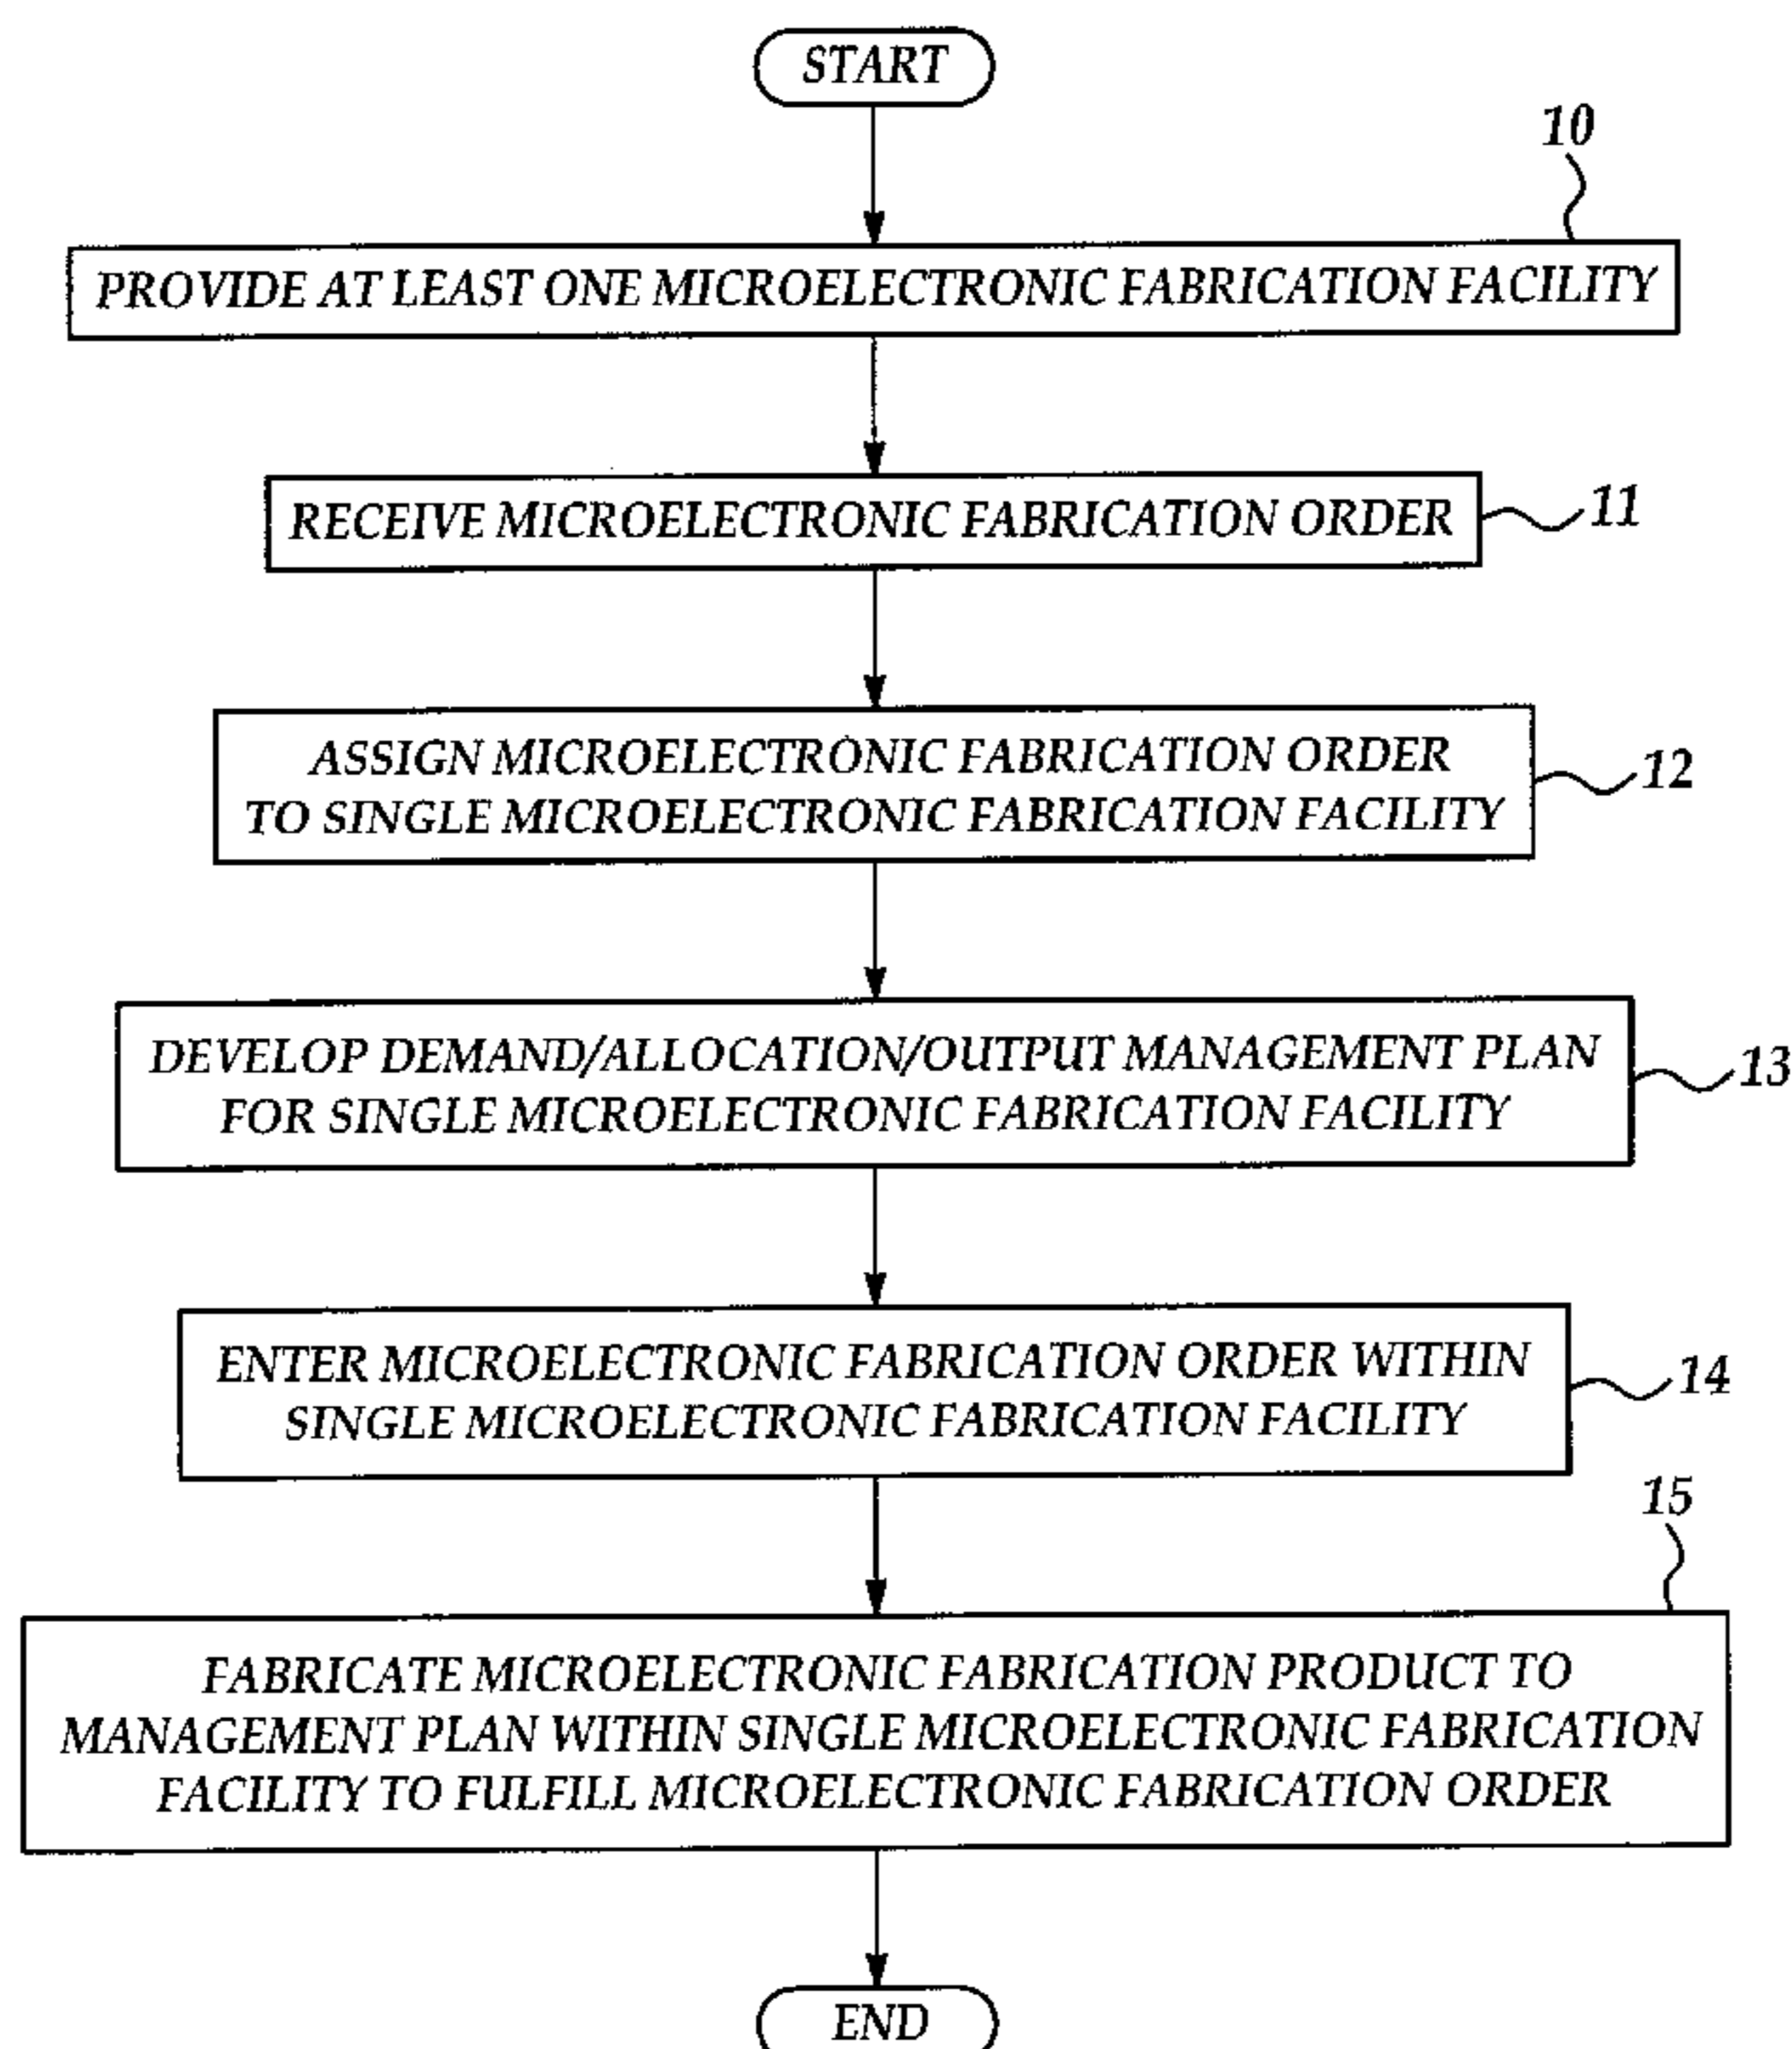 START
10
PROVIDE AT LEAST ONE MICROELECTRONIC FABRICATION FACILITY
RECEIVE MICROELECTRONIC FABRICATION ORDER
11
ASSIGN MICROELECTRONIC FABRICATION ORDER
TO SINGLE MICROELECTRONIC FABRICATION FACILITY
12
DEVELOP DEMAND/ALLOCATION/OUTPUT MANAGEMENT PLAN
FOR SINGLE MICROELECTRONIC FABRICATION FACILITY
13
ENTER MICROELECTRONIC FABRICATION ORDER WITHIN
SINGLE MICROELECTRONIC FABRICATION FACILITY
14
15
FABRICATE MICROELECTRONIC FABRICATION PRODUCT TO
MANAGEMENT PLAN WITHIN SINGLE MICROELECTRONIC FABRICATION
FACILITY TO FULFILL MICROELECTRONIC FABRICATION ORDER
END